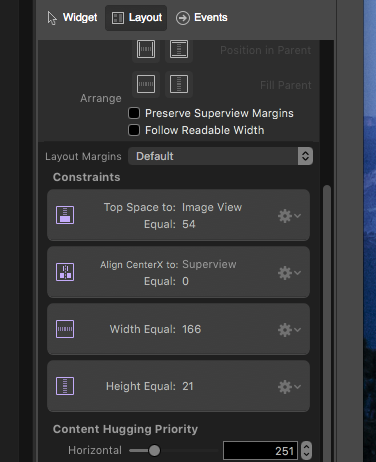 Widget Layout Events
Position in Parent
Fill Parent
Arrange
Preserve Superview Margins
Follow Readable Width
Layout Margins Default
Constraints
Top Space to: Image View
Equal: 54
Align CenterX to: Superview
Equal: 0
Width Equal: 166
Height Equal: 21
Content Hugging Priority
Horizontal 251